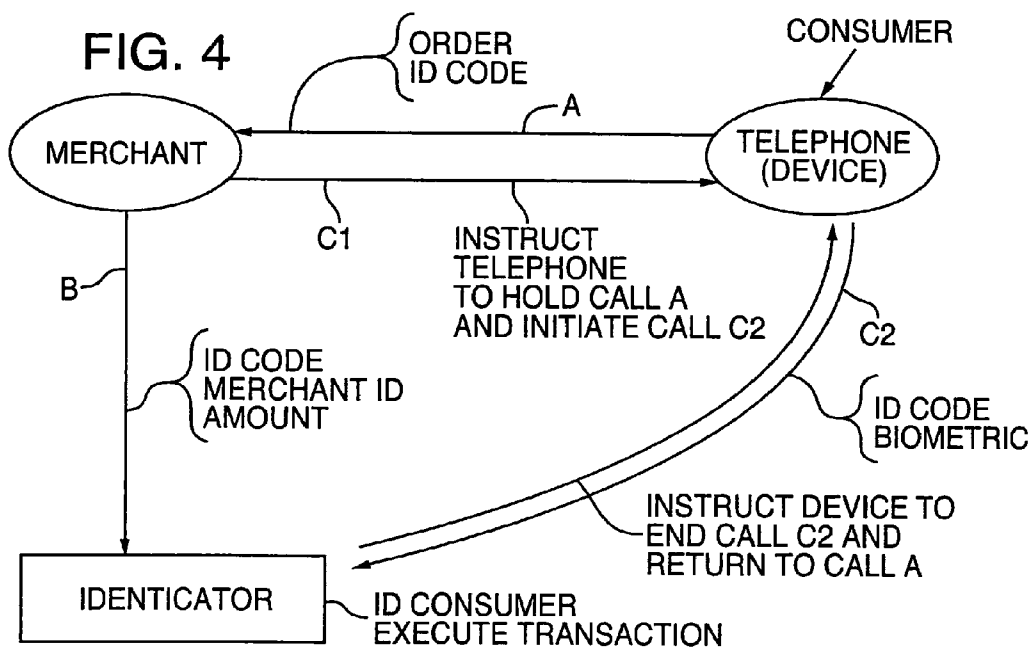 FIG. 4
ORDER
ID CODE
CONSUMER
A
MERCHANT
TELEPHONE
(DEVICE)
C1
INSTRUCT
TELEPHONE
TO HOLD CALL A
AND INITIATE CALL C2
B
C2
ID CODE
MERCHANT ID
AMOUNT
ID CODE
BIOMETRIC
INSTRUCT DEVICE TO
END CALL C2 AND
RETURN TO CALL A
IDENTICATOR
ID CONSUMER
EXECUTE TRANSACTION